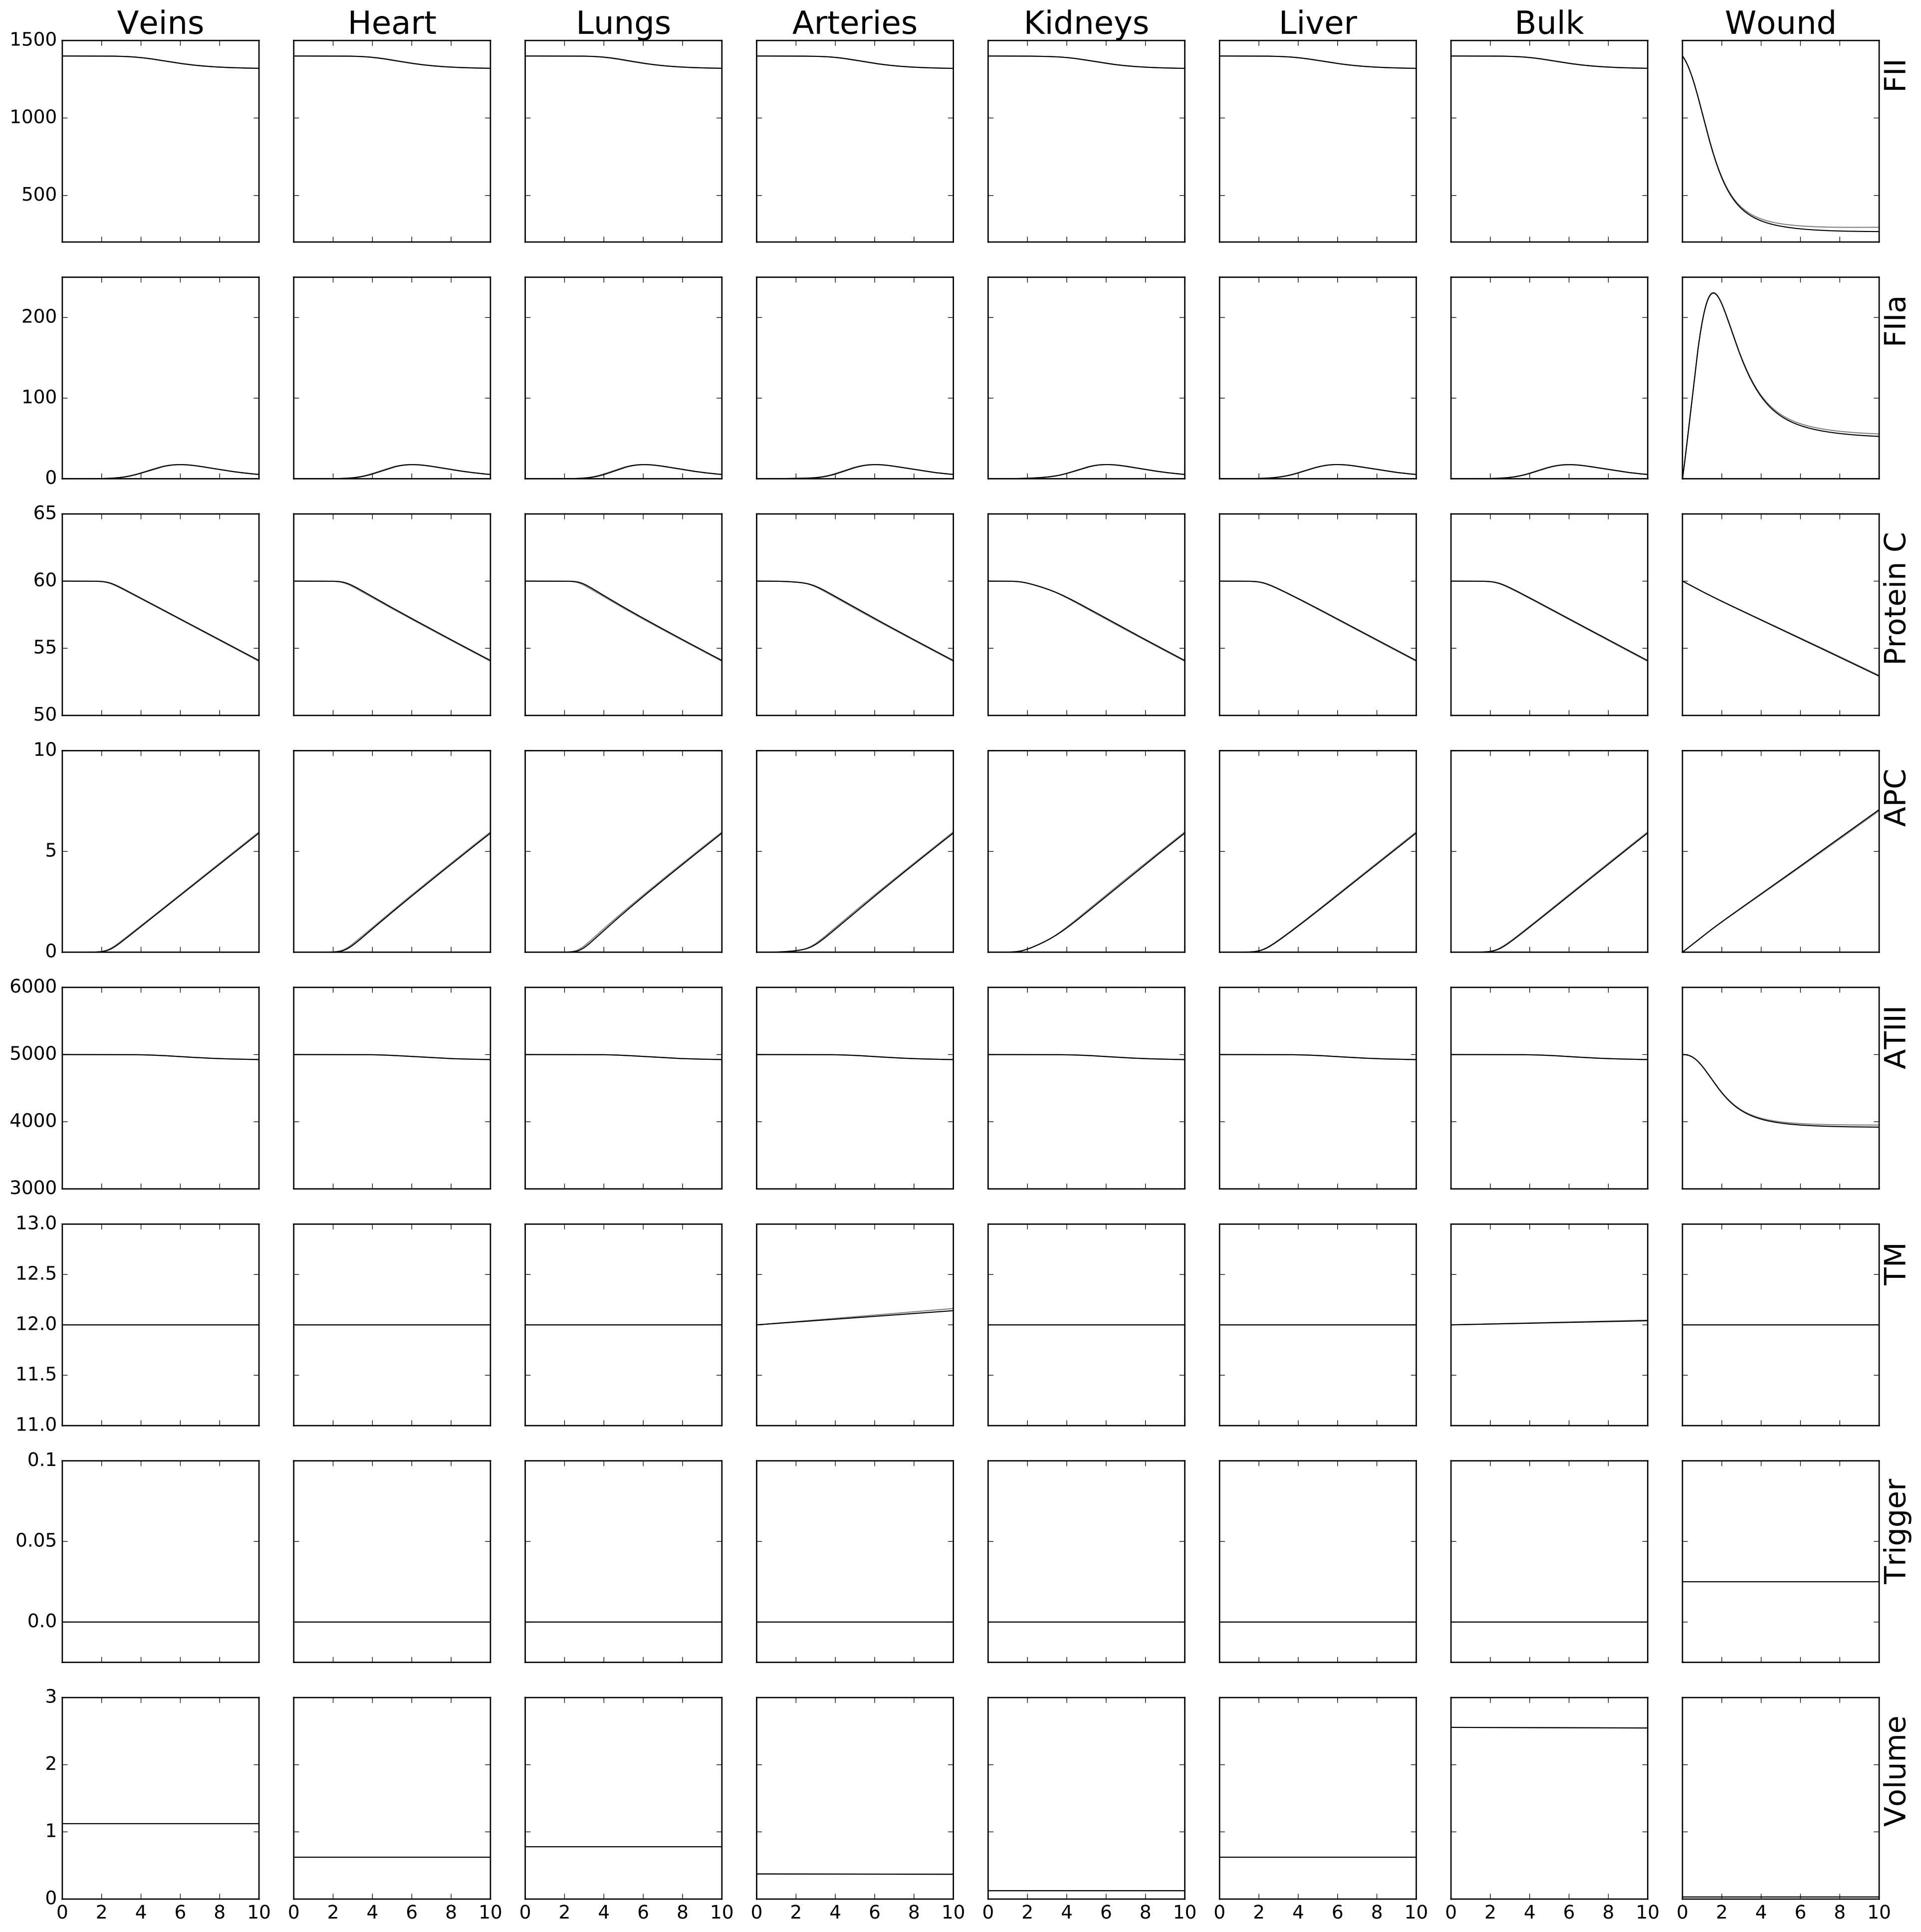 Veins Heart Lungs Arteries Kidneys Liver Bulk Wound
1500
1000
500
FII
200
100
0
FIIa
65
60
55
50
Protein C
10
5
0
APC
6000
5000
4000
3000
ATIII
13.0
12.5
12.0
11.5
11.0
TM
0.1
0.05
0.0
Trigger
3
2
1
0
Volume
0 2 4 6 8 10 0 2 4 6 8 10 0 2 4 6 8 10 0 2 4 6 8 10 0 2 4 6 8 10 0 2 4 6 8 10 0 2 4 6 8 10 0 2 4 6 8 10